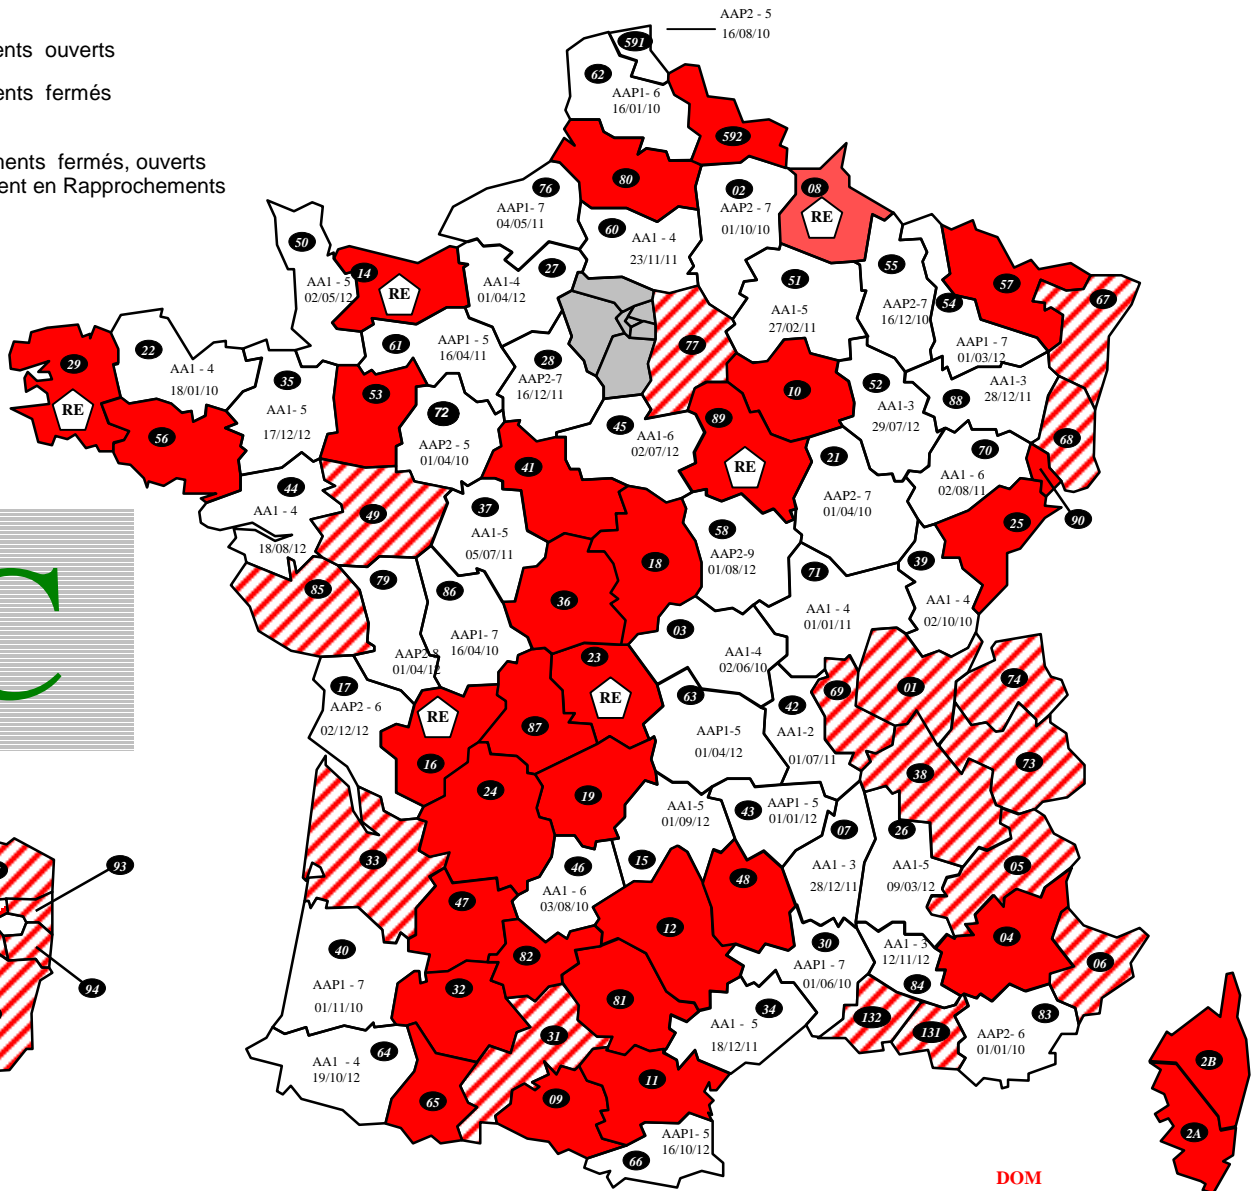 ents ouverts
ents fermés
nents fermés, ouverts
ent en Rapprochements
AAP2 - 5
16/08/10
591
62
AAP1- 6
16/01/10
592
80
76
AAP1- 7
04/05/11
02
AAP2 - 7
01/10/10
08
RE
60
AA1 - 4
23/11/11
50
AA1 - 5
02/05/12
14
RE
27
AA1-4
01/04/12
51
AA1-5
27/02/11
55
AAP2-7
16/12/10
54
AAP1 - 7
01/03/12
57
67
61
AAP1 - 5
16/04/11
28
AAP2-7
16/12/11
77
29
RE
22
AA1 - 4
18/01/10
35
AA1- 5
17/12/12
53
72
AAP2 - 5
01/04/10
56
10
52
AA1-3
29/07/12
88
AA1-3
28/12/11
68
89
RE
45
AA1-6
02/07/12
41
21
AAP2- 7
01/04/10
70
AA1 - 6
02/08/11
90
25
44
AA1 - 4
18/08/12
49
37
AA1-5
05/07/11
18
58
AAP2-9
01/08/12
71
AA1 - 4
01/01/11
39
AA1 - 4
02/10/10
C
85
79
AAP2-8
01/04/12
86
AAP1- 7
16/04/10
36
03
AA1-4
02/06/10
23
RE
17
AAP2 - 6
02/12/12
16
RE
87
63
AAP1-5
01/04/12
42
AA1-2
01/07/11
69
01
74
73
38
24
19
AA1-5
01/09/12
15
43
AAP1 - 5
01/01/12
07
AA1 - 3
28/12/11
26
AA1-5
09/03/12
05
33
46
AA1 - 6
03/08/10
48
93
94
47
12
40
AAP1 - 7
01/11/10
82
30
AAP1 - 7
01/06/10
AA1 - 3
12/11/12
84
04
06
32
81
34
AA1 - 5
18/12/11
132
131
83
AAP2- 6
01/01/10
31
64
AA1 - 4
19/10/12
65
09
11
AAP1- 5
16/10/12
66
2B
2A
DOM